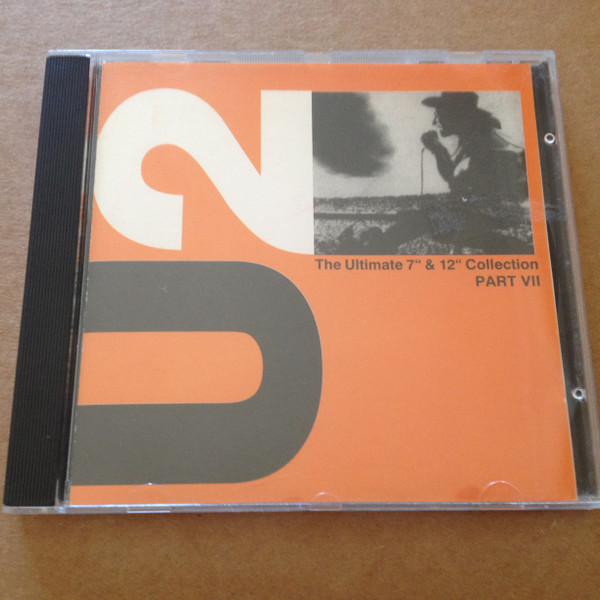 U2
The Ultimate 7" & 12" Collection
PART VII